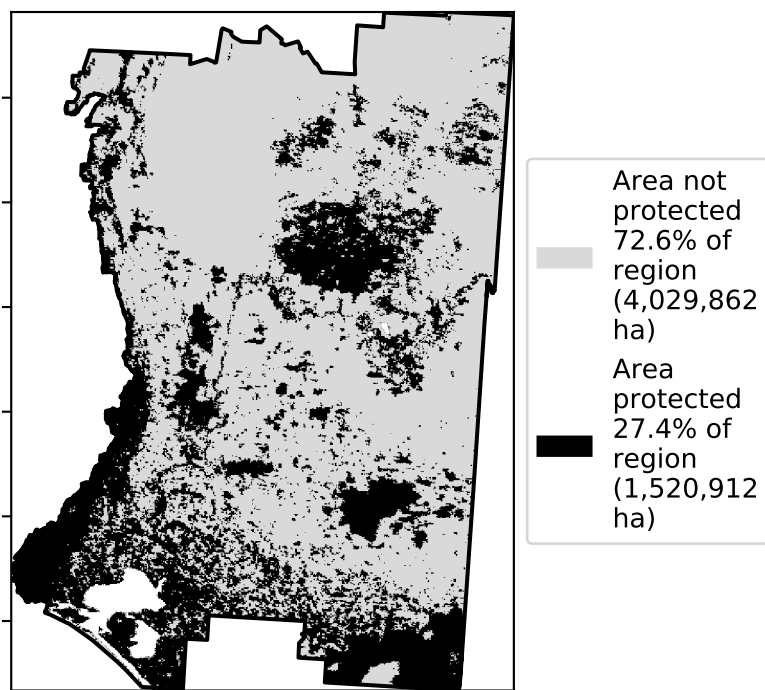 Area not
protected
72.6% of
region
(4,029,862
ha)
Area
protected
27.4% of
region
(1,520,912
ha)